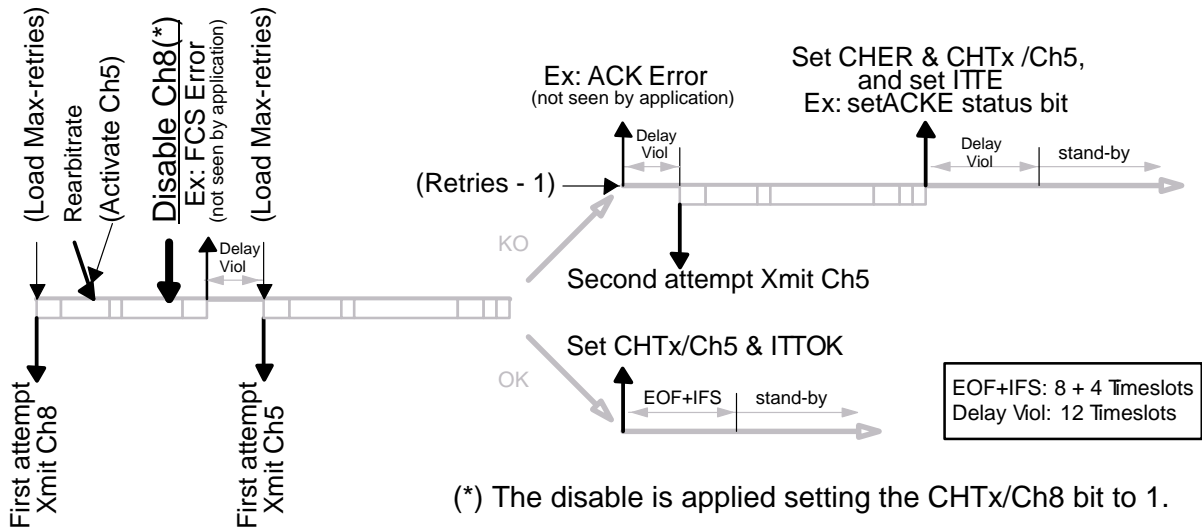 (Load Max-retries)
Rearbitrate
(Activate Ch5)
Disable Ch8(*)
Ex: FCS Error
(not seen by application)
(Load Max-retries)
Delay
Viol
First attempt
Xmit Ch8
First attempt
Xmit Ch5
KO
OK
Ex: ACK Error
(not seen by application)
Delay
Viol
(Retries - 1)
Second attempt Xmit Ch5
Set CHER & CHTx /Ch5,
and set ITTE
Ex: setACKE status bit
Delay
Viol
stand-by
Set CHTx/Ch5 & ITTOK
EOF+IFS
stand-by
EOF+IFS: 8 + 4 Timeslots
Delay Viol: 12 Timeslots
(*) The disable is applied setting the CHTx/Ch8 bit to 1.